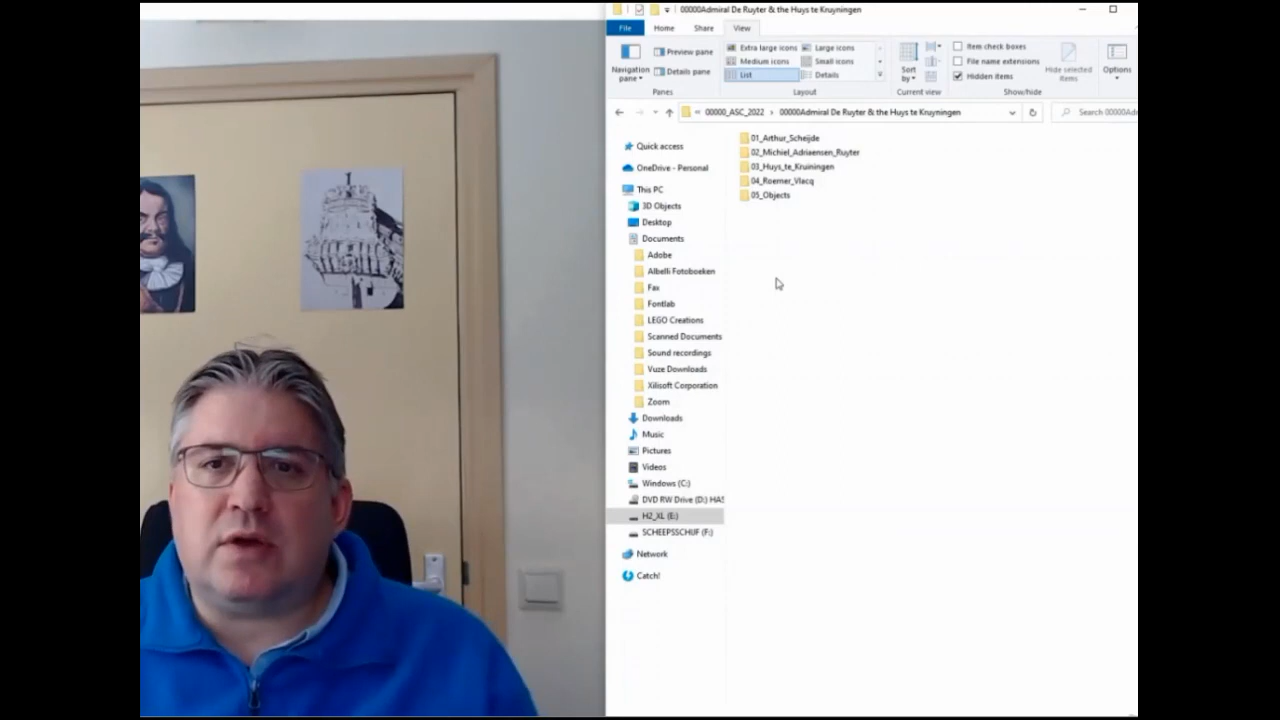 00000Admiral De Ruyter & the Huys te Kruyningen
File Home Share View
Navigation pane
Preview pane
Details pane
Panes
Extra large icons Large icons
Medium icons Small icons
List Details
Layout
Sort by
Current view
Item check boxes
File name extensions
Hidden items
Hide selected items
Show/hide
Options
« 00000_ASC_2022 › 00000Admiral De Ruyter & the Huys te Kruyningen
Search 00000Adm
Quick access
OneDrive - Personal
This PC
3D Objects
Desktop
Documents
Adobe
Albelli Fotoboeken
Fax
Fontlab
LEGO Creations
Scanned Documents
Sound recordings
Vuze Downloads
Xilisoft Corporation
Zoom
Downloads
Music
Pictures
Videos
Windows (C:)
DVD RW Drive (D:) HAS
H2_XL (E:)
SCHEEPSSCHIJF (F:)
Network
Catch!
01_Arthur_Scheijde
02_Michiel_Adriaensen_Ruyter
03_Huys_te_Kruiningen
04_Roemer_Vlacq
05_Objects